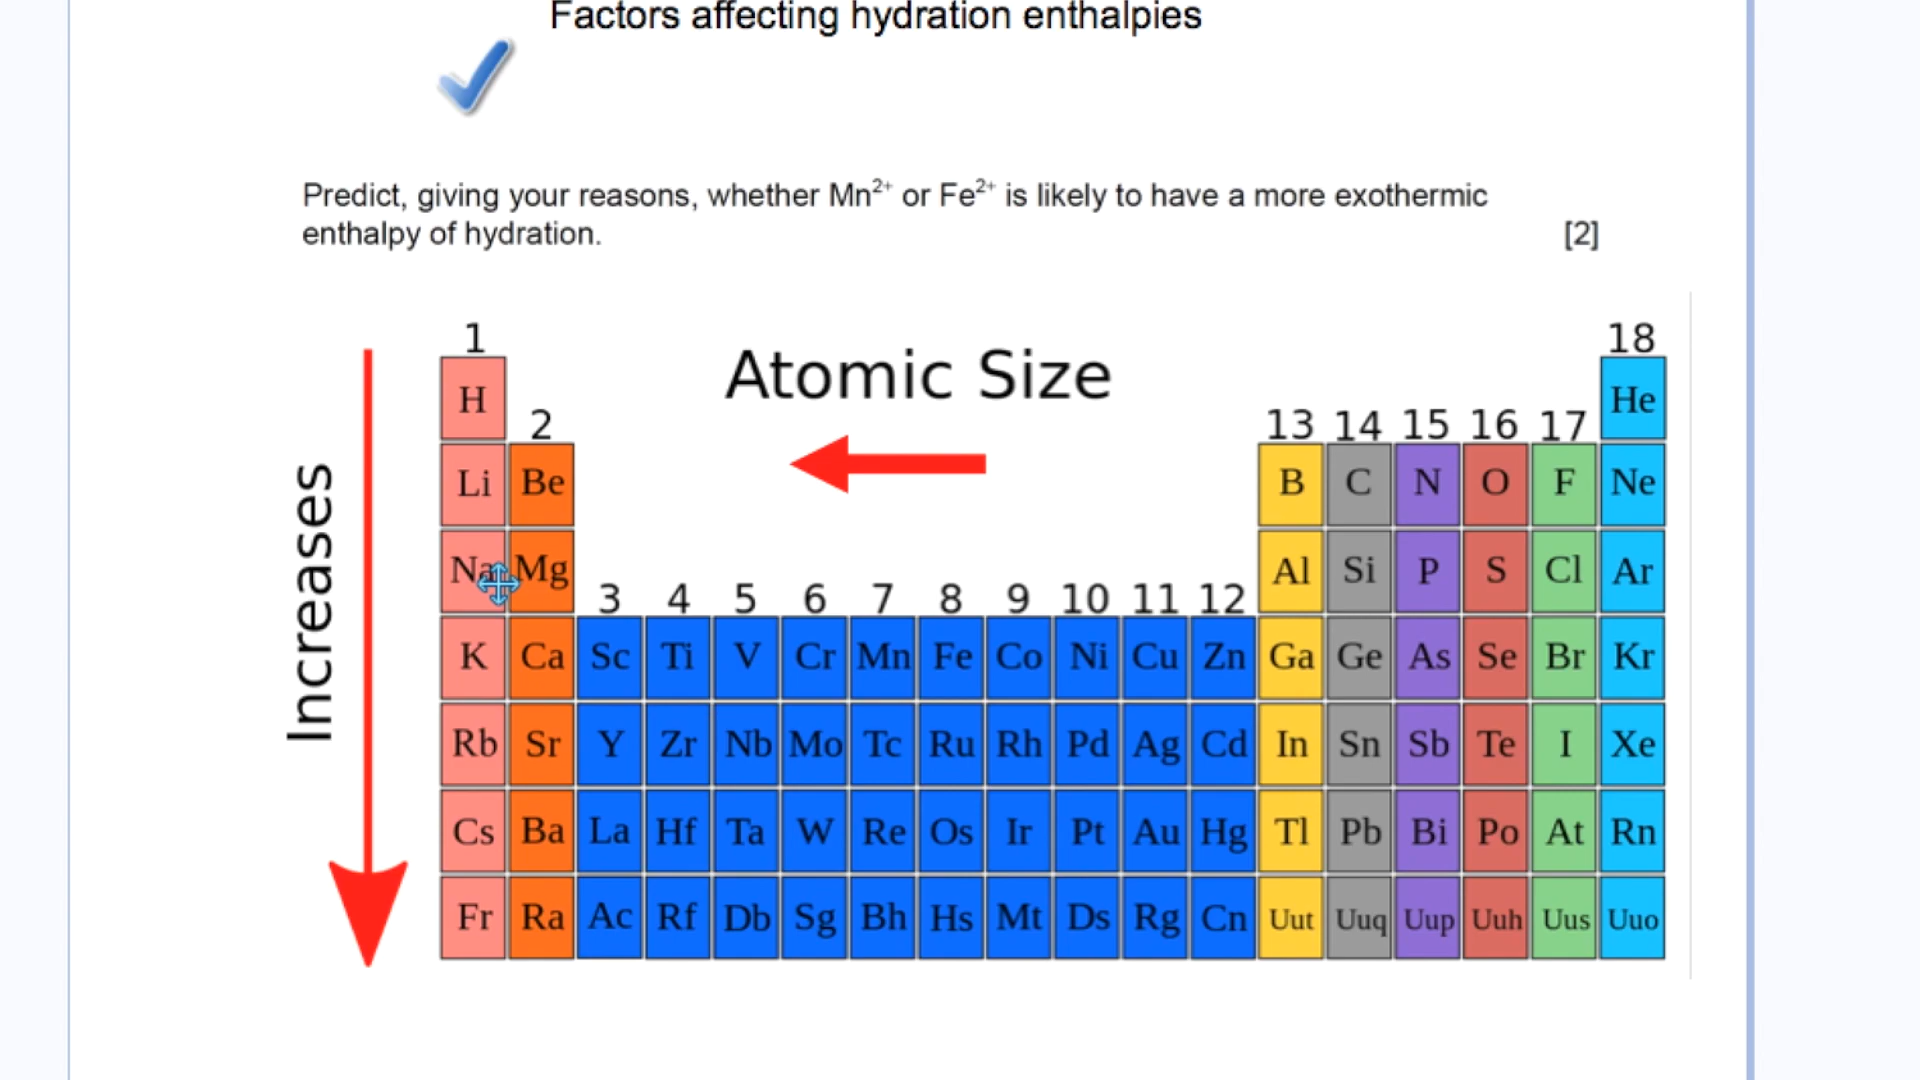 Factors affecting hydration enthalpies
Predict, giving your reasons, whether Mn²⁺ or Fe²⁺ is likely to have a more exothermic
enthalpy of hydration. [2]
Increases
Atomic Size
1 18
H He
2 13 14 15 16 17
Li Be B C N O F Ne
Na Mg Al Si P S Cl Ar
3 4 5 6 7 8 9 10 11 12
K Ca Sc Ti V Cr Mn Fe Co Ni Cu Zn Ga Ge As Se Br Kr
Rb Sr Y Zr Nb Mo Tc Ru Rh Pd Ag Cd In Sn Sb Te I Xe
Cs Ba La Hf Ta W Re Os Ir Pt Au Hg Tl Pb Bi Po At Rn
Fr Ra Ac Rf Db Sg Bh Hs Mt Ds Rg Cn Uut Uuq Uup Uuh Uus Uuo